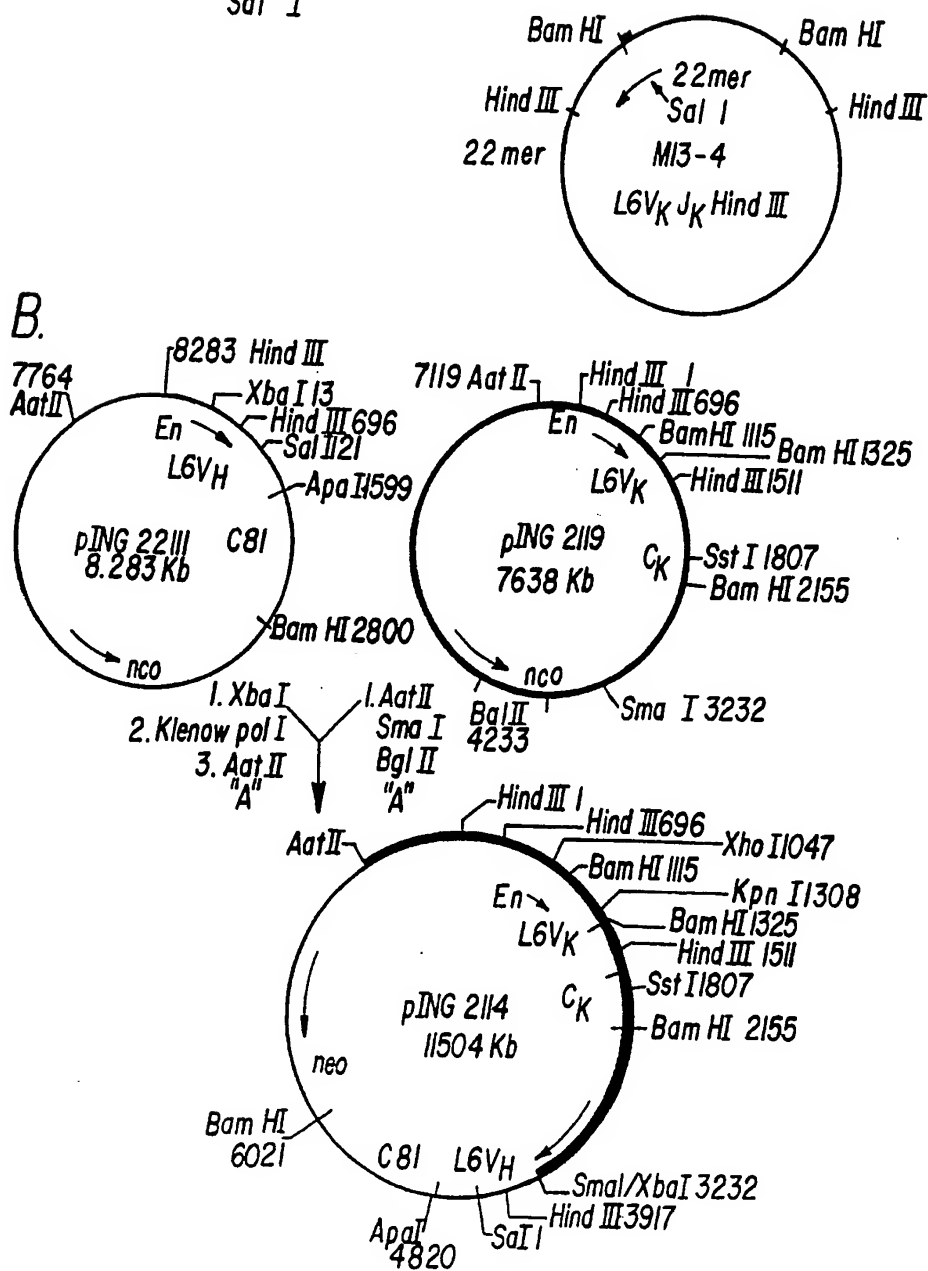 Sal I
Bam HI
Bam HI
22mer
Sal I
Hind III
Hind III
22 mer
M13-4
L6VK JK Hind III
B.
8283 Hind III
7764
Aat II
Xba I 13
Hind III 696
Sal I 1121
En
L6VH
Apa I 1599
pING 22111
8.283 Kb
C81
Bam HI 2800
nco
7119 Aat II
Hind III 1
Hind III 696
En
Bam HI 1115
Bam HI 1325
L6VK
Hind III 1511
pING 2119
7638 Kb
CK
Sst I 1807
Bam HI 2155
nco
Bal II
4233
Sma I 3232
1. Xba I
2. Klenow pol I
3. Aat II
"A"
1. Aat II
Sma I
Bgl II
"A"
Hind III 1
Hind III 696
Aat II
Xho I 1047
Bam HI 1115
En
Kpn I 1308
L6VK
Bam HI 1325
Hind III 1511
Sst I 1807
CK
pING 2114
11504 Kb
Bam HI 2155
neo
Bam HI
6021
C81
L6VH
SmaI/XbaI 3232
Hind III 3917
ApaI
4820
SaI I